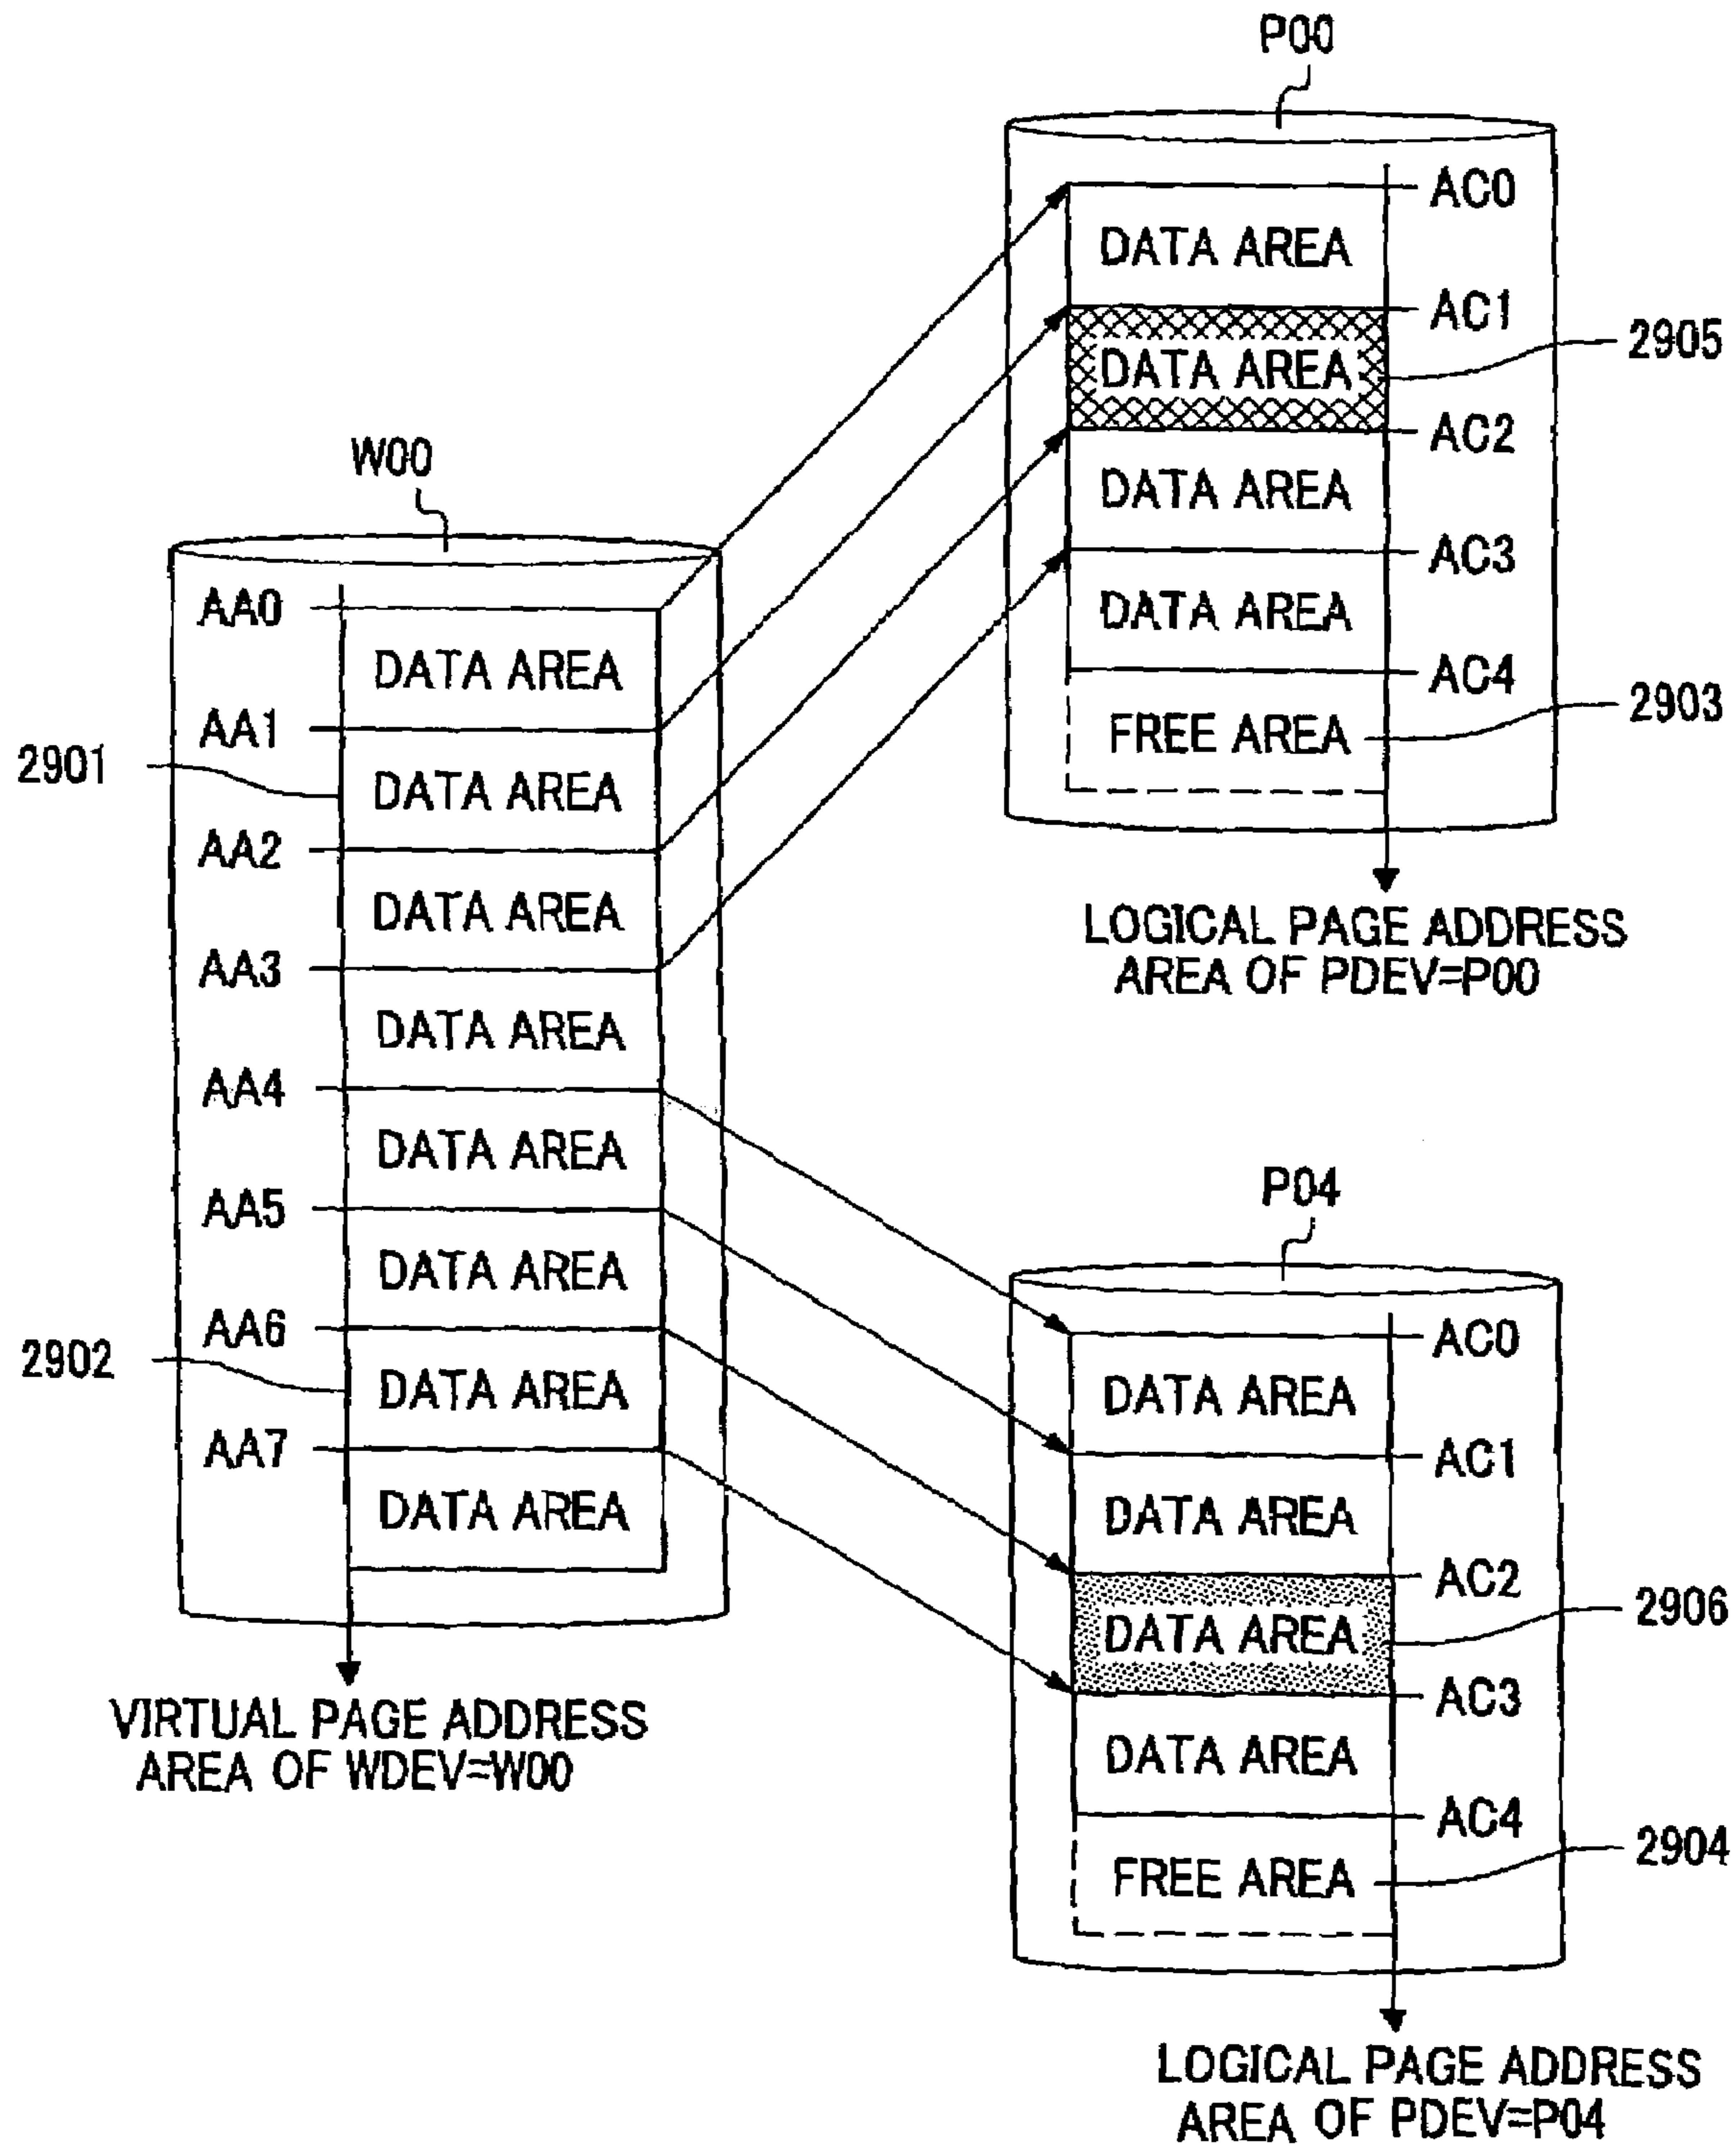 P00
AC0
DATA AREA
AC1
2905
DATA AREA
AC2
DATA AREA
AC3
DATA AREA
AC4
2903
FREE AREA
LOGICAL PAGE ADDRESS
AREA OF PDEV=P00
W00
AA0
DATA AREA
AA1
2901
DATA AREA
AA2
DATA AREA
AA3
DATA AREA
AA4
DATA AREA
AA5
DATA AREA
AA6
2902
DATA AREA
AA7
DATA AREA
VIRTUAL PAGE ADDRESS
AREA OF WDEV=W00
P04
AC0
DATA AREA
AC1
DATA AREA
AC2
2906
DATA AREA
AC3
DATA AREA
AC4
2904
FREE AREA
LOGICAL PAGE ADDRESS
AREA OF PDEV=P04